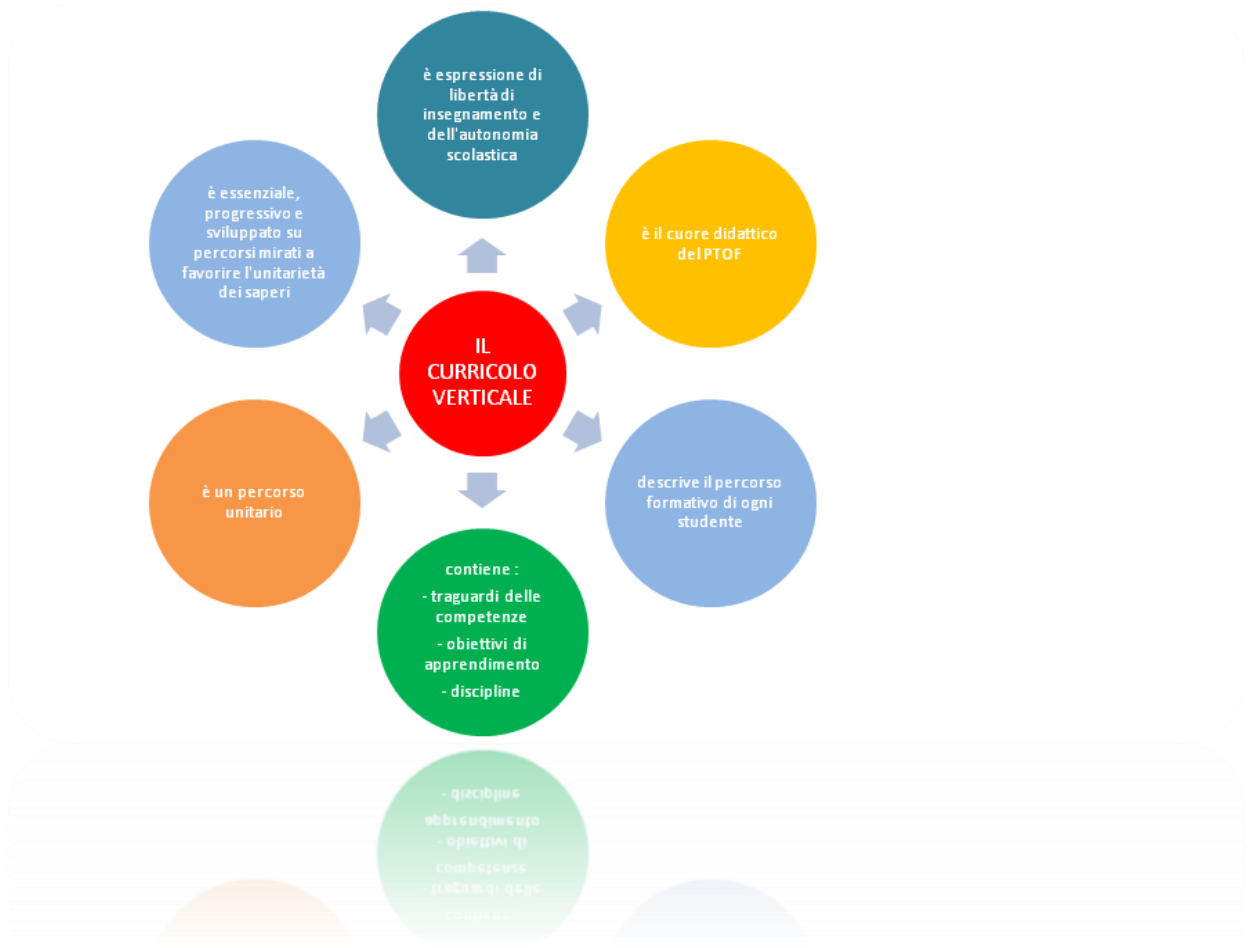 è espressione di
libertà di
insegnamento e
dell'autonomia
scolastica
è essenziale,
progressivo e
sviluppato su
percorsi mirati a
favorire l'unitarietà
dei saperi
è il cuore didattico
del PTOF
IL
CURRICOLO
VERTICALE
è un percorso
unitario
descrive il percorso
formativo di ogni
studente
contiene :
- traguardi delle
competenze
- obiettivi di
apprendimento
- discipline